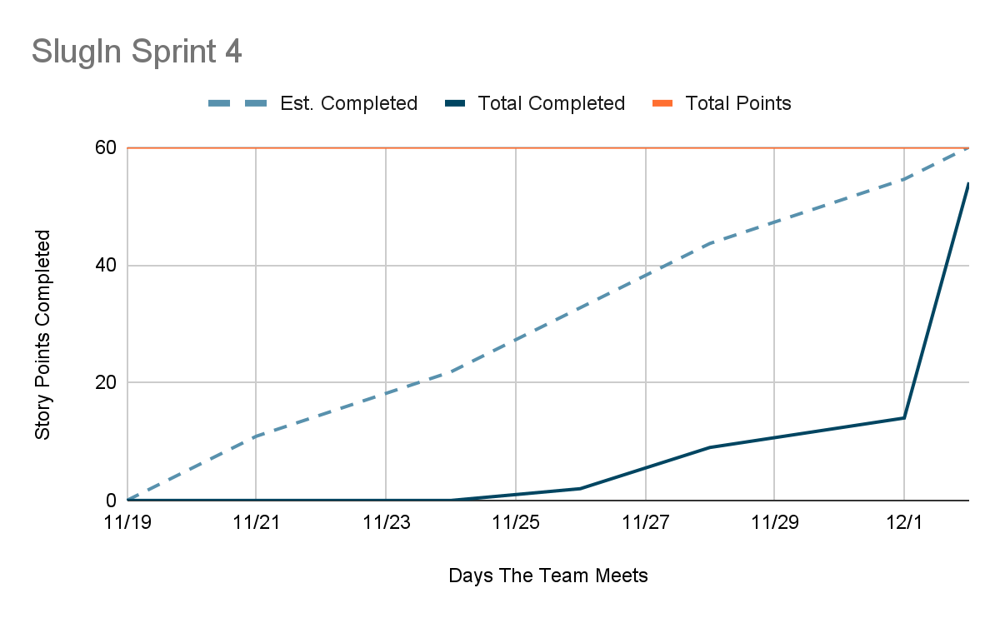 SlugIn Sprint 4
Est. Completed Total Completed Total Points
Story Points Completed
60
40
20
0
11/19 11/21 11/23 11/25 11/27 11/29 12/1
Days The Team Meets